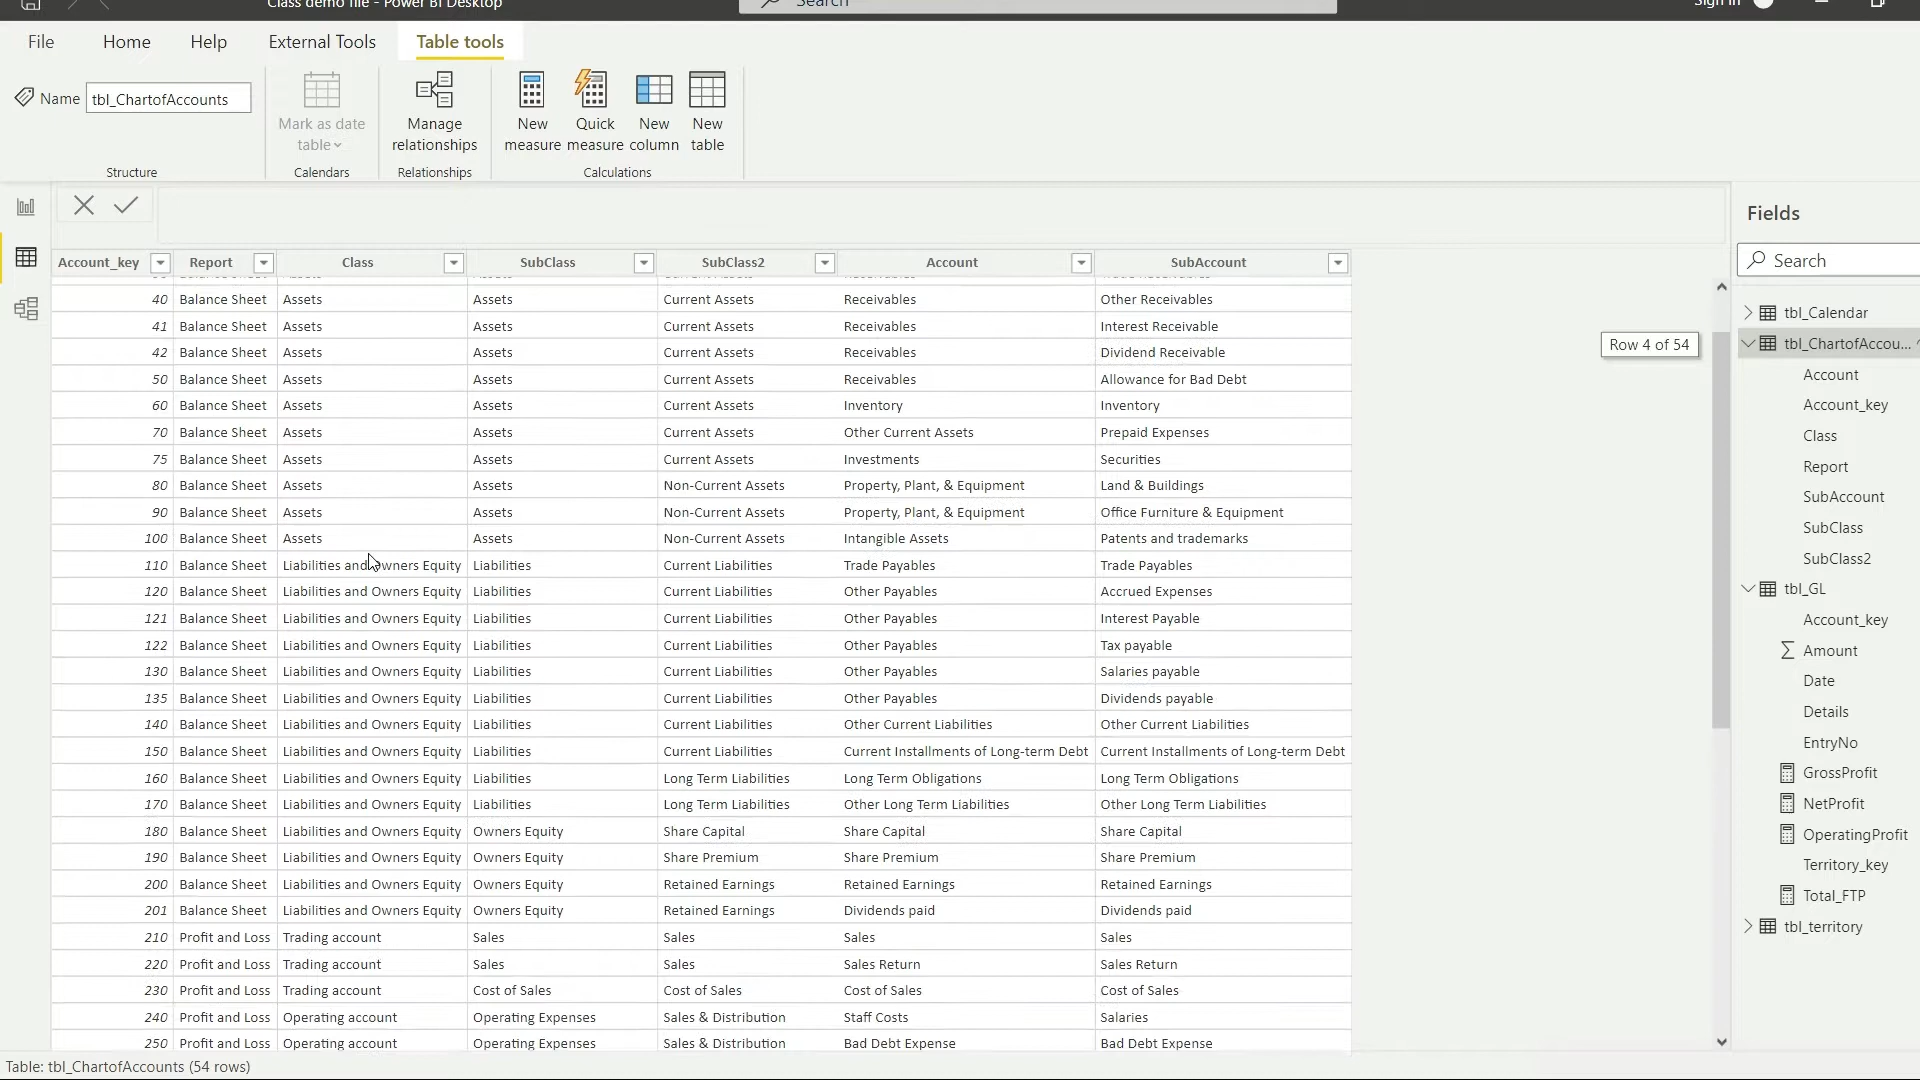 Class demo file - Power BI Desktop
Search
Sign in
File
Home
Help
External Tools
Table tools
Name
tbl_ChartofAccounts
Mark as date table
Manage relationships
New measure
Quick measure
New column
New table
Structure
Calendars
Relationships
Calculations
Account_key Report Class SubClass SubClass2 Account SubAccount
40 Balance Sheet Assets Assets Current Assets Receivables Other Receivables
41 Balance Sheet Assets Assets Current Assets Receivables Interest Receivable
42 Balance Sheet Assets Assets Current Assets Receivables Dividend Receivable
50 Balance Sheet Assets Assets Current Assets Receivables Allowance for Bad Debt
60 Balance Sheet Assets Assets Current Assets Inventory Inventory
70 Balance Sheet Assets Assets Current Assets Other Current Assets Prepaid Expenses
75 Balance Sheet Assets Assets Current Assets Investments Securities
80 Balance Sheet Assets Assets Non-Current Assets Property, Plant, & Equipment Land & Buildings
90 Balance Sheet Assets Assets Non-Current Assets Property, Plant, & Equipment Office Furniture & Equipment
100 Balance Sheet Assets Assets Non-Current Assets Intangible Assets Patents and trademarks
110 Balance Sheet Liabilities and Owners Equity Liabilities Current Liabilities Trade Payables Trade Payables
120 Balance Sheet Liabilities and Owners Equity Liabilities Current Liabilities Other Payables Accrued Expenses
121 Balance Sheet Liabilities and Owners Equity Liabilities Current Liabilities Other Payables Interest Payable
122 Balance Sheet Liabilities and Owners Equity Liabilities Current Liabilities Other Payables Tax payable
130 Balance Sheet Liabilities and Owners Equity Liabilities Current Liabilities Other Payables Salaries payable
135 Balance Sheet Liabilities and Owners Equity Liabilities Current Liabilities Other Payables Dividends payable
140 Balance Sheet Liabilities and Owners Equity Liabilities Current Liabilities Other Current Liabilities Other Current Liabilities
150 Balance Sheet Liabilities and Owners Equity Liabilities Current Liabilities Current Installments of Long-term Debt Current Installments of Long-term Debt
160 Balance Sheet Liabilities and Owners Equity Liabilities Long Term Liabilities Long Term Obligations Long Term Obligations
170 Balance Sheet Liabilities and Owners Equity Liabilities Long Term Liabilities Other Long Term Liabilities Other Long Term Liabilities
180 Balance Sheet Liabilities and Owners Equity Owners Equity Share Capital Share Capital Share Capital
190 Balance Sheet Liabilities and Owners Equity Owners Equity Share Premium Share Premium Share Premium
200 Balance Sheet Liabilities and Owners Equity Owners Equity Retained Earnings Retained Earnings Retained Earnings
201 Balance Sheet Liabilities and Owners Equity Owners Equity Retained Earnings Dividends paid Dividends paid
210 Profit and Loss Trading account Sales Sales Sales Sales
220 Profit and Loss Trading account Sales Sales Sales Return Sales Return
230 Profit and Loss Trading account Cost of Sales Cost of Sales Cost of Sales Cost of Sales
240 Profit and Loss Operating account Operating Expenses Sales & Distribution Staff Costs Salaries
250 Profit and Loss Operating account Operating Expenses Sales & Distribution Bad Debt Expense Bad Debt Expense
Row 4 of 54
Fields
Search
tbl_Calendar
tbl_ChartofAccou...
Account
Account_key
Class
Report
SubAccount
SubClass
SubClass2
tbl_GL
Account_key
Amount
Date
Details
EntryNo
GrossProfit
NetProfit
OperatingProfit
Territory_key
Total_FTP
tbl_territory
Table: tbl_ChartofAccounts (54 rows)